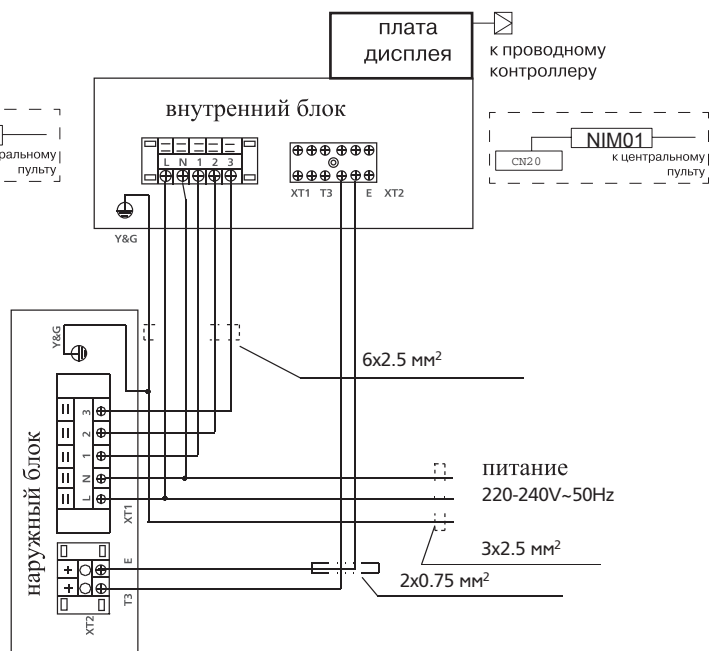 плата
дисплея
к проводному
контроллеру
внутренний блок
NIM01
CN20
к центральному
пульту
ральному
пульту
L N 1 2 3
XT1 T3 E XT2
Y&G
Y&G
6x2.5 мм²
наружный блок
3
2
1
N
L
XT1
питание
220-240V~50Hz
3x2.5 мм²
2x0.75 мм²
E
T3
XT2